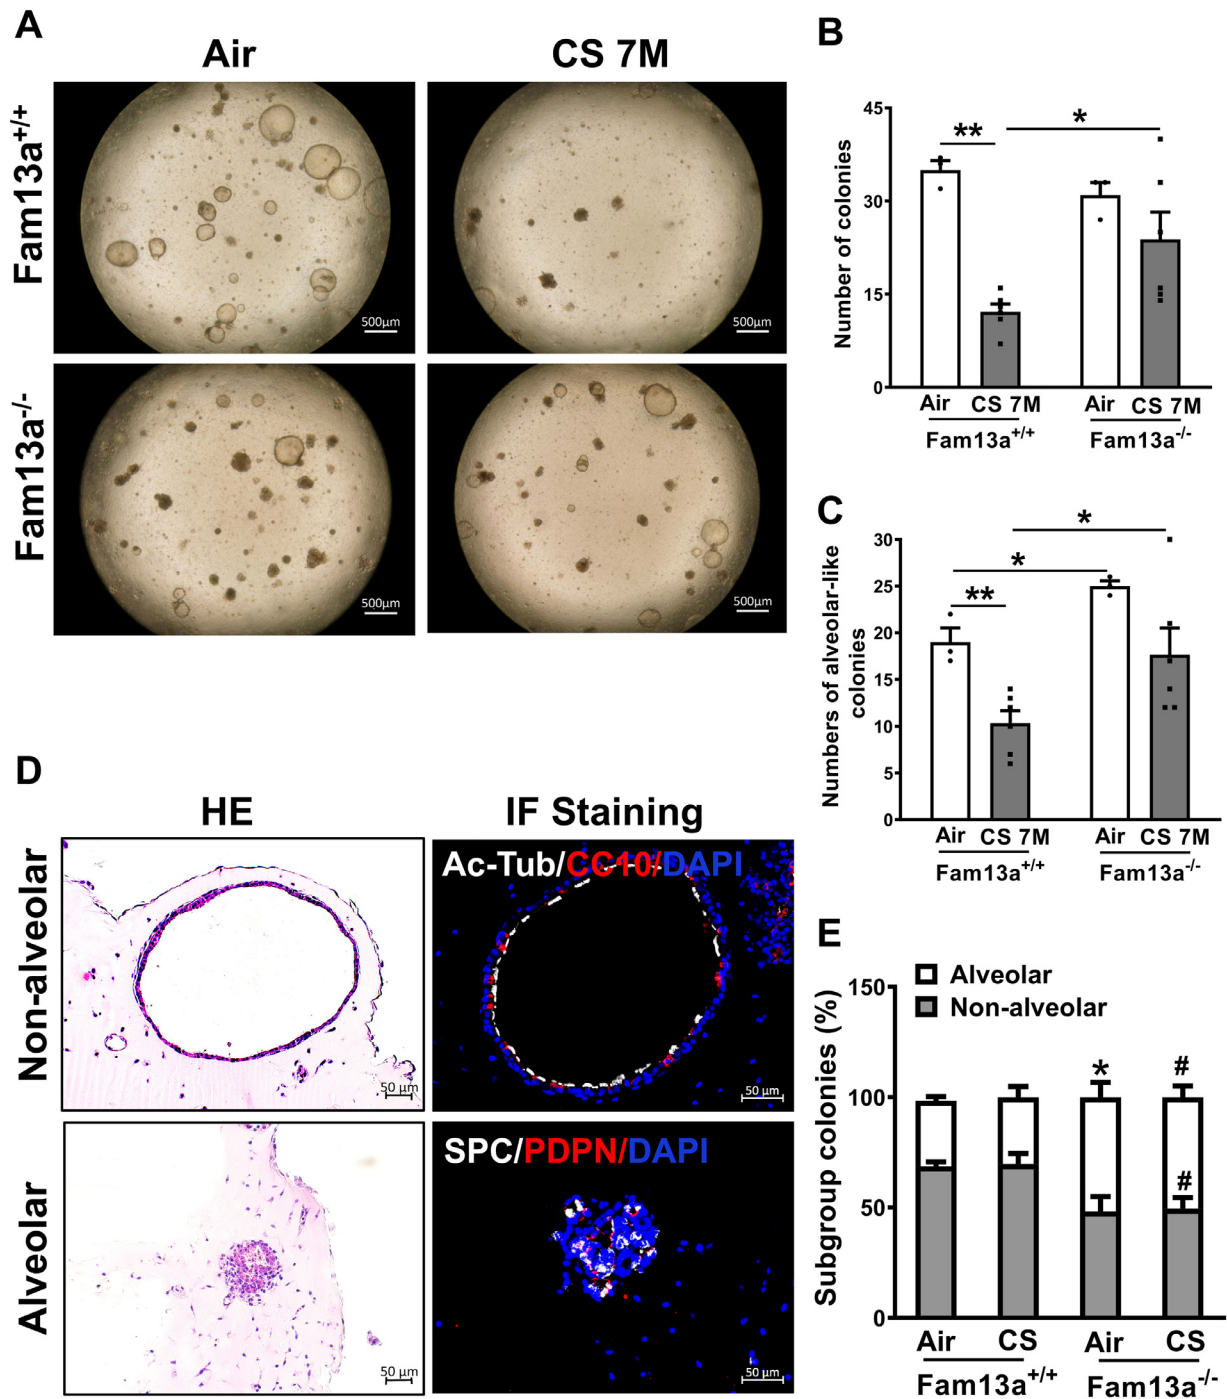 A
Air
CS 7M
Fam13a+/+
500µm
500µm
Fam13a-/-
500µm
500µm
B
Number of colonies
45
30
15
0
**
*
Air
CS 7M
Air
CS 7M
Fam13a+/+
Fam13a-/-
C
Numbers of alveolar-like
colonies
30
25
20
15
10
5
0
*
*
**
Air
CS 7M
Air
CS 7M
Fam13a+/+
Fam13a-/-
D
HE
IF Staining
Non-alveolar
50 µm
Ac-Tub/CC10/DAPI
50 µm
Alveolar
50 µm
SPC/PDPN/DAPI
50 µm
E
Alveolar
Non-alveolar
Subgroup colonies (%)
150
100
50
0
*
#
#
Air
CS
Air
CS
Fam13a+/+
Fam13a-/-